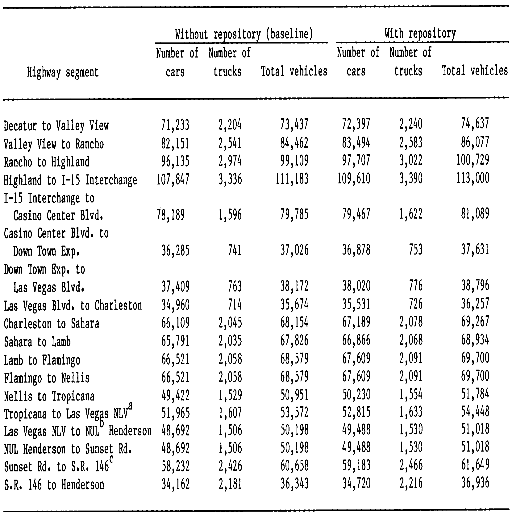 Without repository (baseline) With repository
Number of Number of Number of Number of
Highway segment cars trucks Total vehicles cars trucks Total vehicles
Decatur to Valley View 71,233 2,204 73,437 72,397 2,240 74,637
Valley View to Rancho 82,151 2,541 84,462 83,494 2,583 86,077
Rancho to Highland 96,135 2,974 99,109 97,707 3,022 100,729
Highland to I-15 Interchange 107,847 3,336 111,183 109,610 3,390 113,000
I-15 Interchange to
Casino Center Blvd. 78,189 1,596 79,785 79,467 1,622 81,089
Casino Center Blvd. to
Down Town Exp. 36,285 741 37,026 36,878 753 37,631
Down Town Exp. to
Las Vegas Blvd. 37,409 763 38,172 38,020 776 38,796
Las Vegas Blvd. to Charleston 34,960 714 35,674 35,531 726 36,257
Charleston to Sahara 66,109 2,045 68,154 67,189 2,078 69,267
Sahara to Lamb 65,791 2,035 67,826 66,866 2,068 68,934
Lamb to Flamingo 66,521 2,058 68,579 67,609 2,091 69,700
Flamingo to Nellis 66,521 2,058 68,579 67,609 2,091 69,700
Nellis to Tropicana 49,422 1,529 50,951 50,230 1,554 51,784
Tropicana to Las Vegas NLVa 51,965 1,607 53,572 52,815 1,633 54,448
Las Vegas NLV to NULb Henderson 48,692 1,506 50,198 49,488 1,530 51,018
NUL Henderson to Sunset Rd. 48,692 1,506 50,198 49,488 1,530 51,018
Sunset Rd. to S.R. 146c 58,232 2,426 60,658 59,183 2,466 61,649
S.R. 146 to Henderson 34,162 2,181 36,343 34,720 2,216 36,936